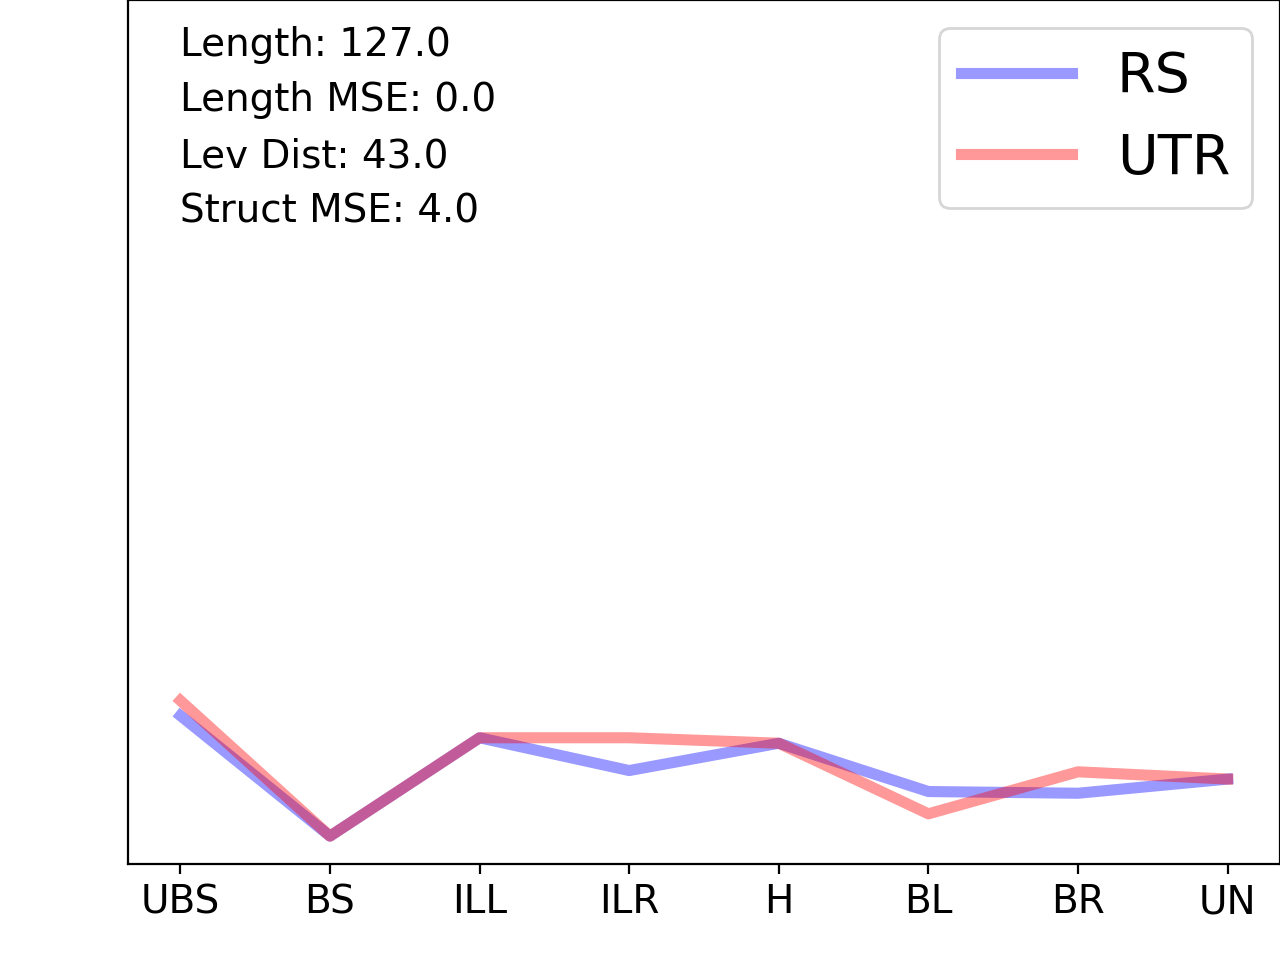 Length: 127.0
Length MSE: 0.0
Lev Dist: 43.0
Struct MSE: 4.0
RS
UTR
UBS BS ILL ILR H BL BR UN